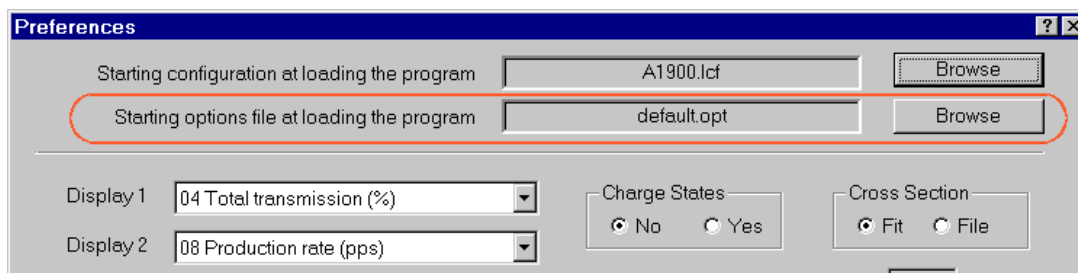 Preferences
Starting configuration at loading the program A1900.lcf Browse
Starting options file at loading the program default.opt Browse
Display 1 04 Total transmission (%) Charge States Cross Section
No Yes Fit File
Display 2 08 Production rate (pps)